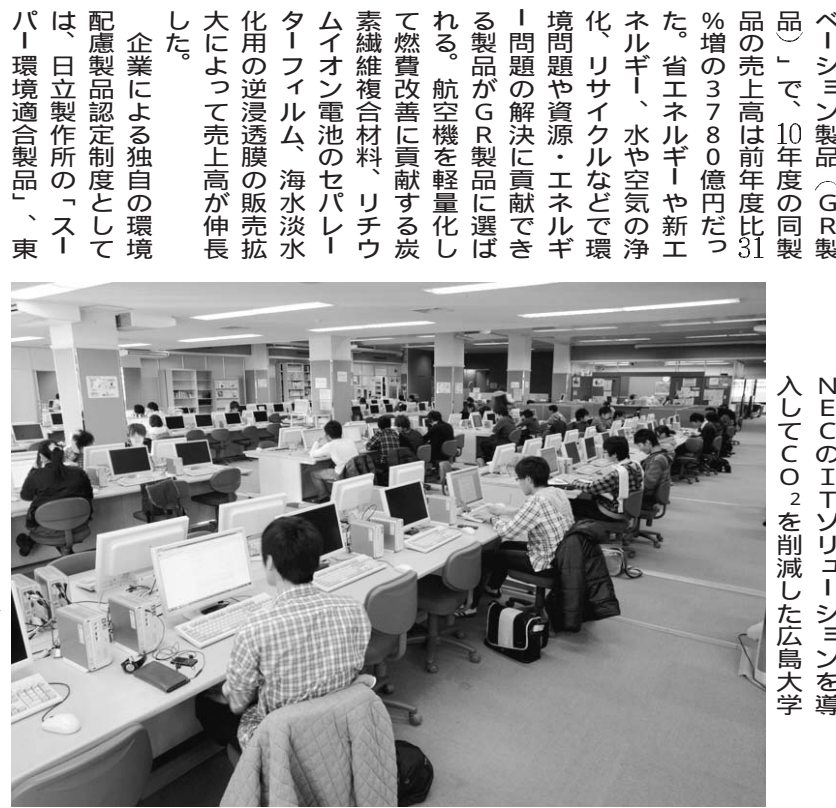 ベーション製品（ＧＲ製
品）」で、10年度の同製
品の売上高は前年度比31
％増の３７８０億円だっ
た。省エネルギーや新エ
ネルギー、水や空気の浄
化、リサイクルなどで環
境問題や資源・エネルギ
ー問題の解決に貢献でき
る製品がＧＲ製品に選ば
れる。航空機を軽量化し
て燃費改善に貢献する炭
素繊維複合材料、リチウ
ムイオン電池のセパレー
ターフィルム、海水淡水
化用の逆浸透膜の販売拡
大によって売上高が伸長
した。
　企業による独自の環境
配慮製品認定制度として
は、日立製作所の「スー
パー環境適合製品」、東
ＮＥＣのＩＴソリューションを導
入してＣＯ₂を削減した広島大学